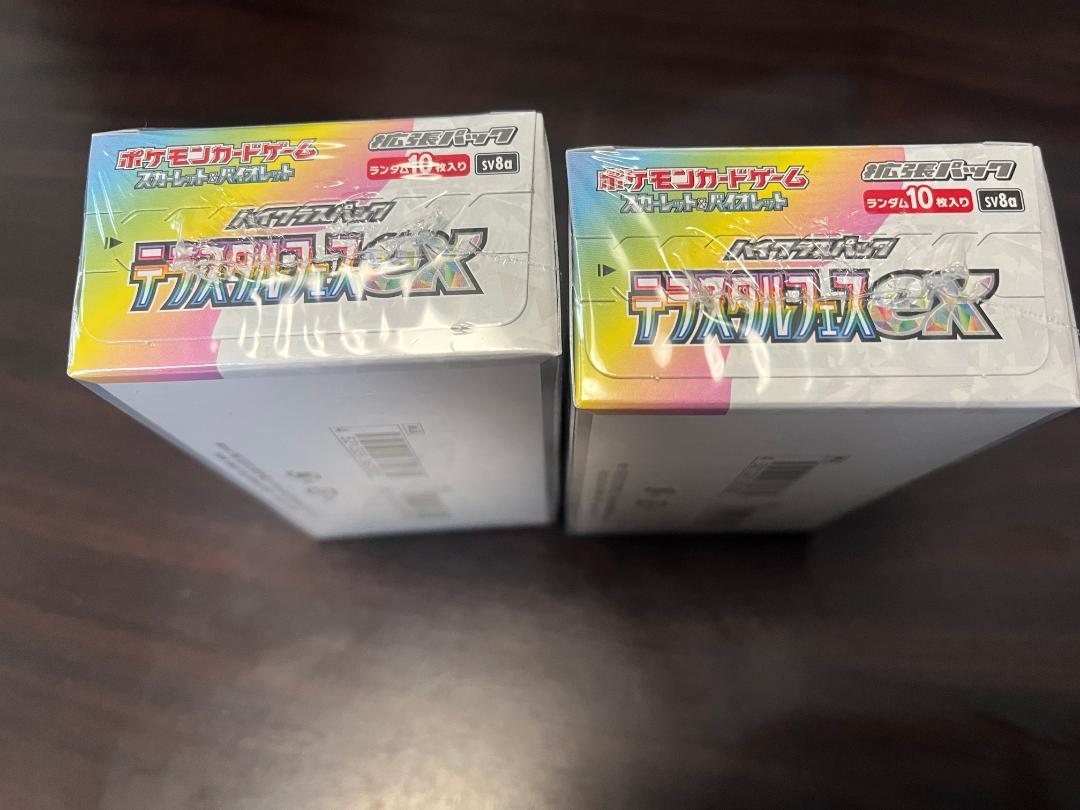 ポケモンカードゲーム
スカーレット&バイオレット
拡張パック
ランダム10枚入り
sv8a
ハイクラスパック
テラスタルフェスex
ポケモンカードゲーム
スカーレット&バイオレット
拡張パック
ランダム10枚入り
sv8a
ハイクラスパック
テラスタルフェスex